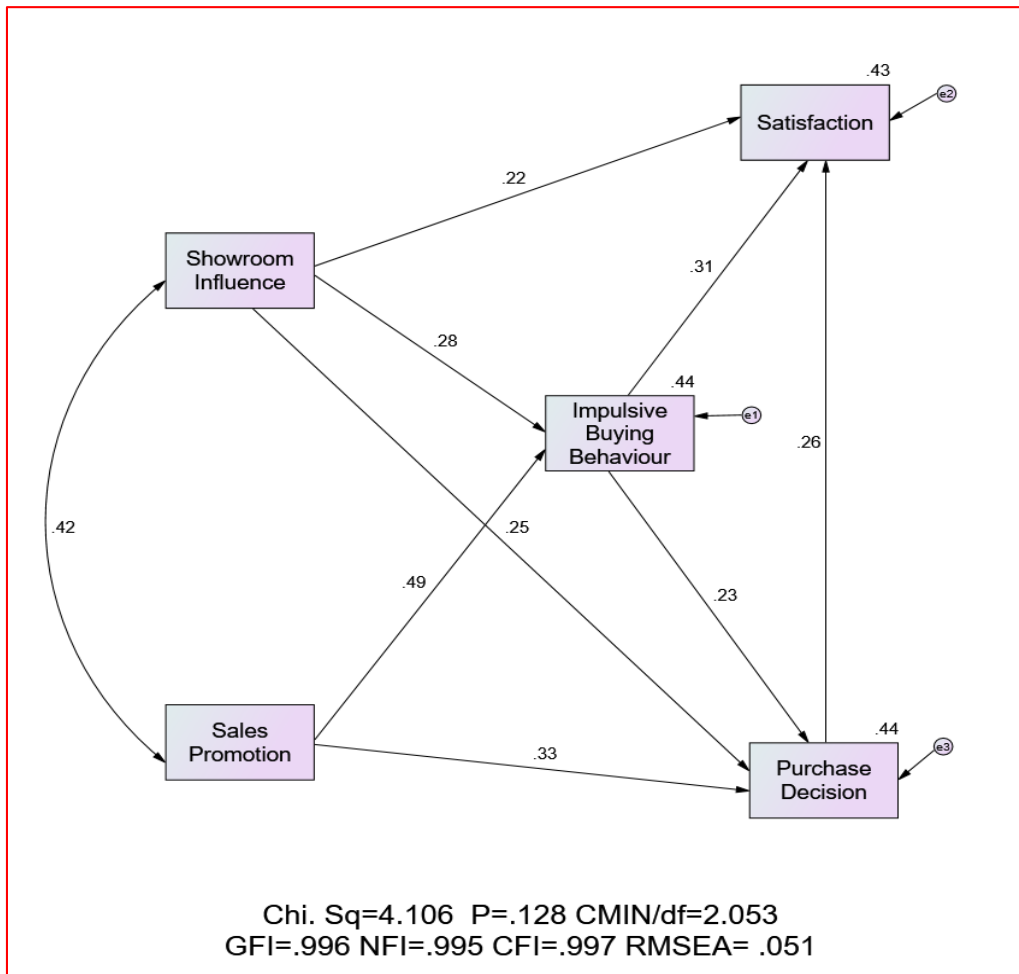 .43
e2
Satisfaction
.22
Showroom
Influence
.31
.28
.44
Impulsive
Buying
Behaviour
e1
.26
.42
.25
.49
.23
Sales
Promotion
.44
e3
.33
Purchase
Decision
Chi. Sq=4.106 P=.128 CMIN/df=2.053
GFI=.996 NFI=.995 CFI=.997 RMSEA= .051